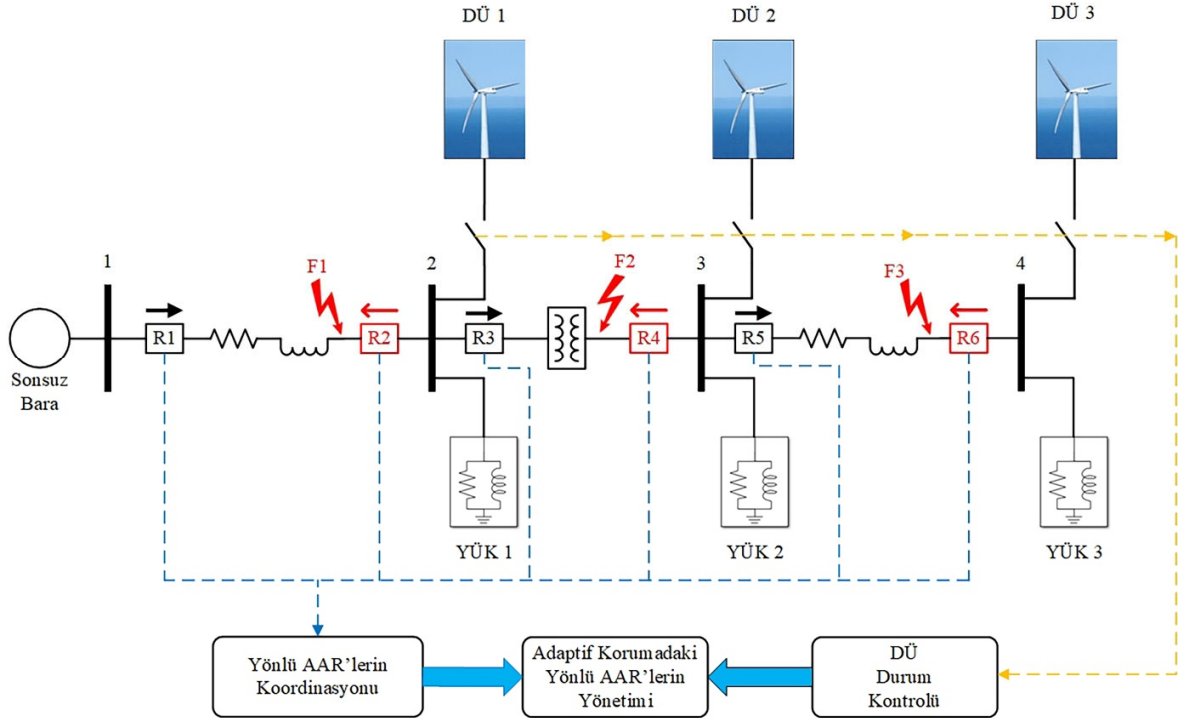 DÜ 1
DÜ 2
DÜ 3
1
F1
2
F2
3
F3
4
R1
R2
R3
R4
R5
R6
Sonsuz
Bara
YÜK 1
YÜK 2
YÜK 3
Yönlü AAR’lerin
Koordinasyonu
Adaptif Korumadaki
Yönlü AAR’lerin
Yönetimi
DÜ
Durum
Kontrolü